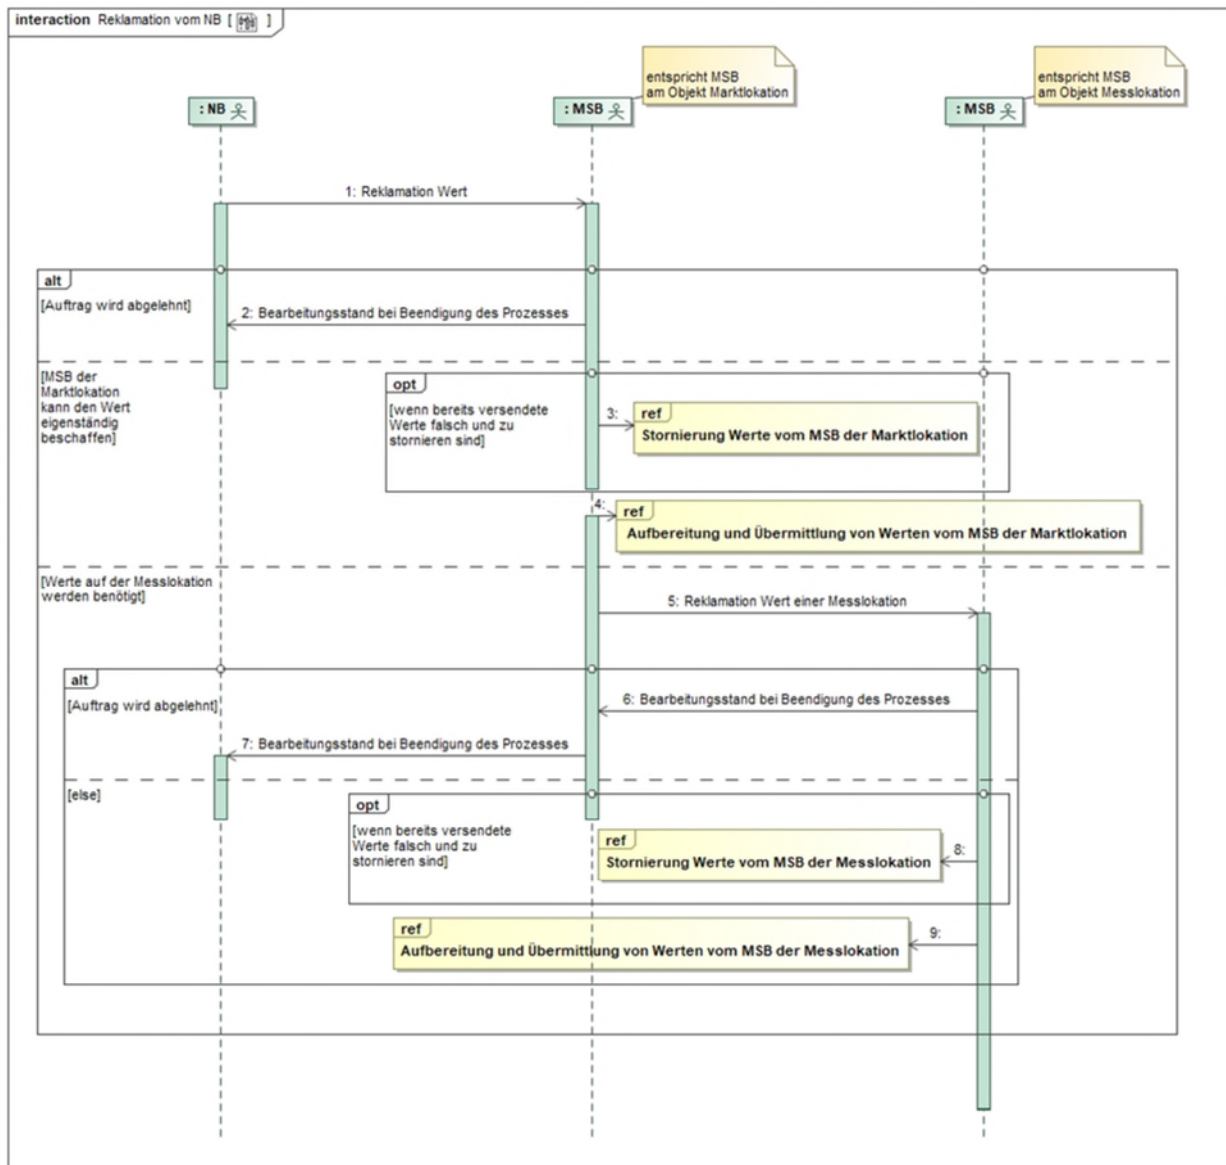 interaction Reklamation vom NB [ ]
entspricht MSB
am Objekt Marktlokation
entspricht MSB
am Objekt Messlokation
: NB
: MSB
: MSB
1: Reklamation Wert
alt
[Auftrag wird abgelehnt]
2: Bearbeitungsstand bei Beendigung des Prozesses
[MSB der
Marktlokation
kann den Wert
eigenständig
beschaffen]
opt
[wenn bereits versendete
Werte falsch und zu
stornieren sind]
3:
ref
Stornierung Werte vom MSB der Marktlokation
4:
ref
Aufbereitung und Übermittlung von Werten vom MSB der Marktlokation
[Werte auf der Messlokation
werden benötigt]
5: Reklamation Wert einer Messlokation
alt
[Auftrag wird abgelehnt]
6: Bearbeitungsstand bei Beendigung des Prozesses
7: Bearbeitungsstand bei Beendigung des Prozesses
[else]
opt
[wenn bereits versendete
Werte falsch und zu
stornieren sind]
ref
Stornierung Werte vom MSB der Messlokation
8:
ref
Aufbereitung und Übermittlung von Werten vom MSB der Messlokation
9: